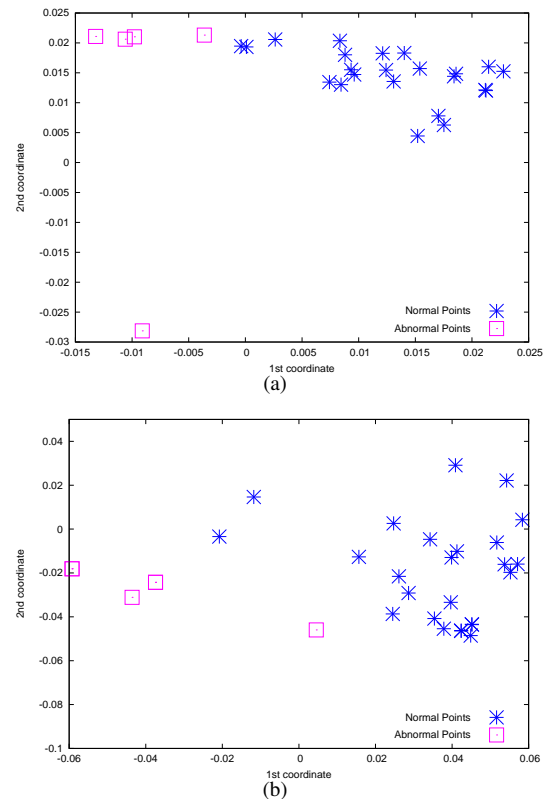 0.025
0.02
0.015
0.01
0.005
0
-0.005
-0.01
-0.015
-0.02
-0.025
-0.03
2nd coordinate
Normal Points
Abnormal Points
-0.015 -0.01 -0.005 0 0.005 0.01 0.015 0.02 0.025
1st coordinate
(a)
0.04
0.02
0
-0.02
-0.04
-0.06
-0.08
-0.1
2nd coordinate
Normal Points
Abnormal Points
-0.06 -0.04 -0.02 0 0.02 0.04 0.06
1st coordinate
(b)